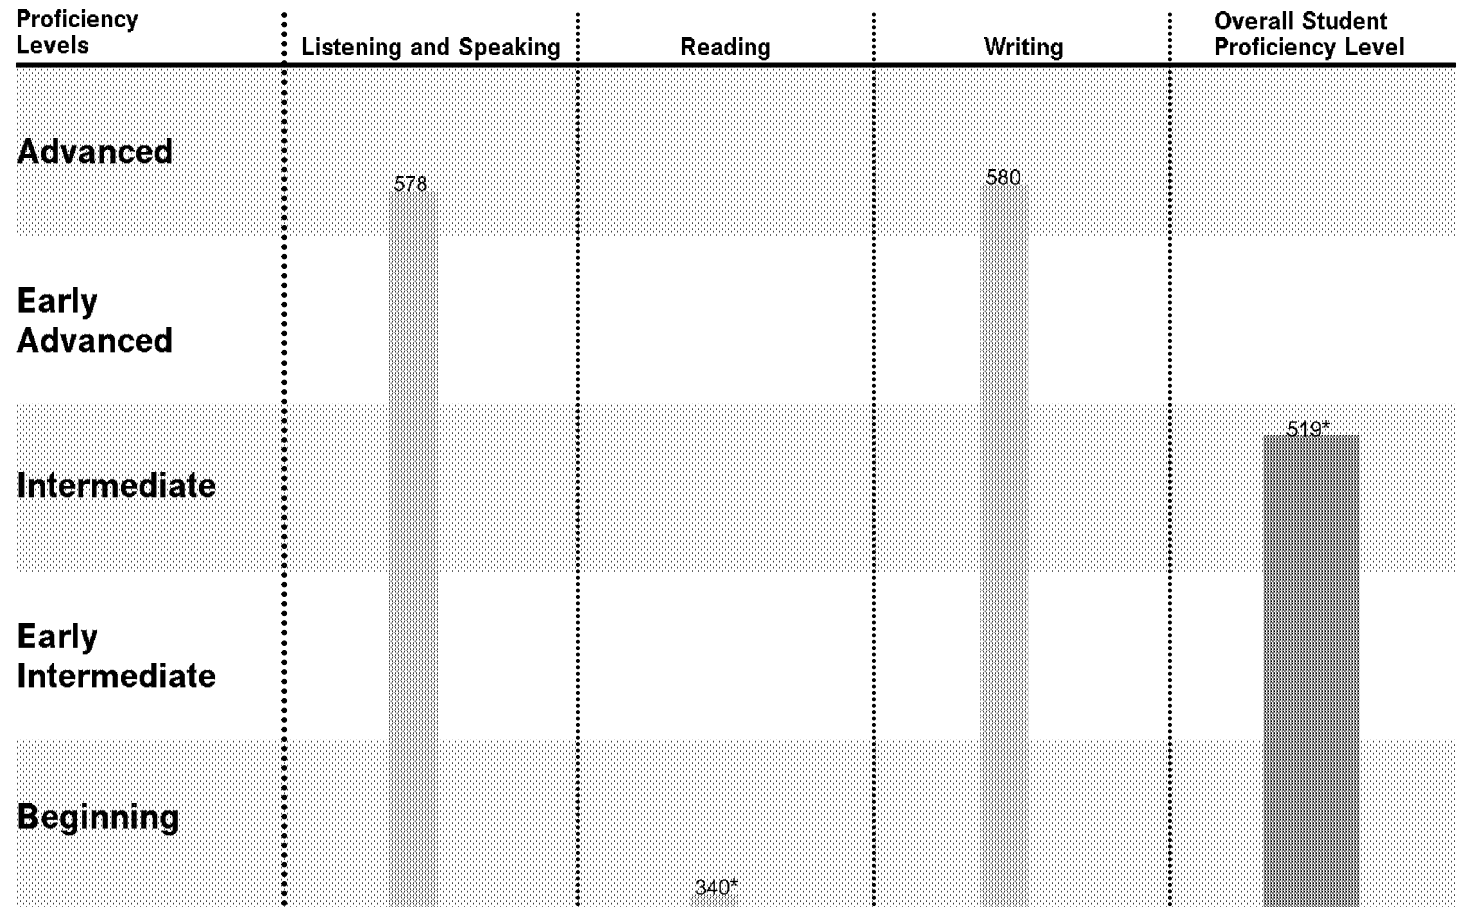 Proficiency
Levels
Listening and Speaking
Reading
Writing
Overall Student
Proficiency Level
Advanced
578
580
Early
Advanced
519*
Intermediate
Early
Intermediate
Beginning
340*